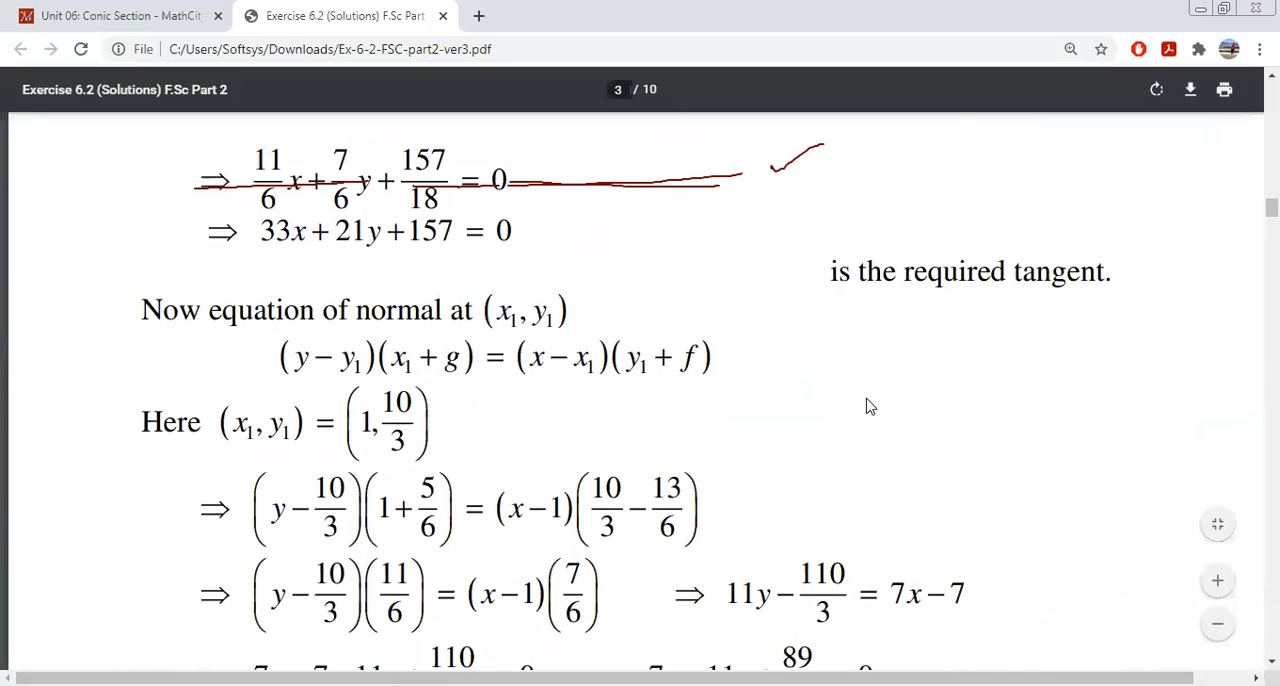 Unit 06: Conic Section - MathCity
Exercise 6.2 (Solutions) F.Sc Part
File | C:/Users/Softsys/Downloads/Ex-6-2-FSC-part2-ver3.pdf
Exercise 6.2 (Solutions) F.Sc Part 2
3 / 10
⇒ 11/6 x + 7/6 y + 157/18 = 0
⇒ 33x + 21y + 157 = 0
is the required tangent.
Now equation of normal at (x₁, y₁)
(y − y₁)(x₁ + g) = (x − x₁)(y₁ + f)
Here (x₁, y₁) = (1, 10/3)
⇒ (y − 10/3)(1 + 5/6) = (x − 1)(10/3 − 13/6)
⇒ (y − 10/3)(11/6) = (x − 1)(7/6) ⇒ 11y − 110/3 = 7x − 7
110 89